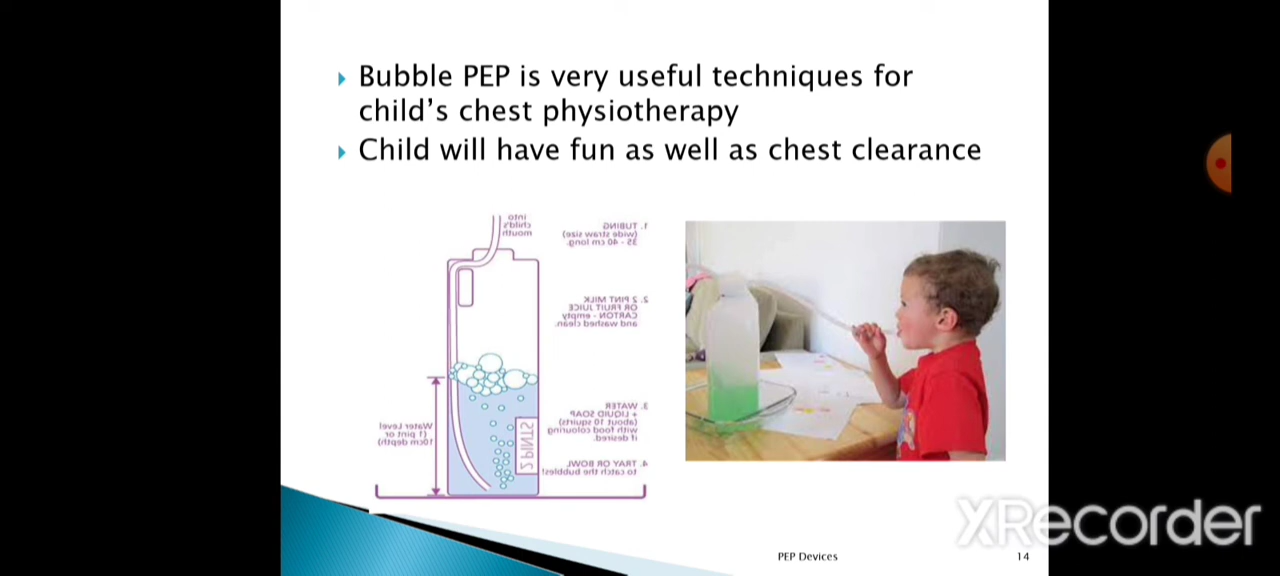 Bubble PEP is very useful techniques for
child's chest physiotherapy
Child will have fun as well as chest clearance
into
child's
mouth
1. TUBING
(wide straw size)
35 - 40 cm long.
2. 2 PINT MILK
OR FRUIT JUICE
CARTON - empty
and washed clean.
3. WATER
+ LIQUID SOAP
(about 10 squirts)
with food colouring
if desired.
Water Level
(1 pint or
10cm depth)
2 PINTS
4. TRAY OR BOWL
to catch the bubbles!
PEP Devices
14
XRecorder